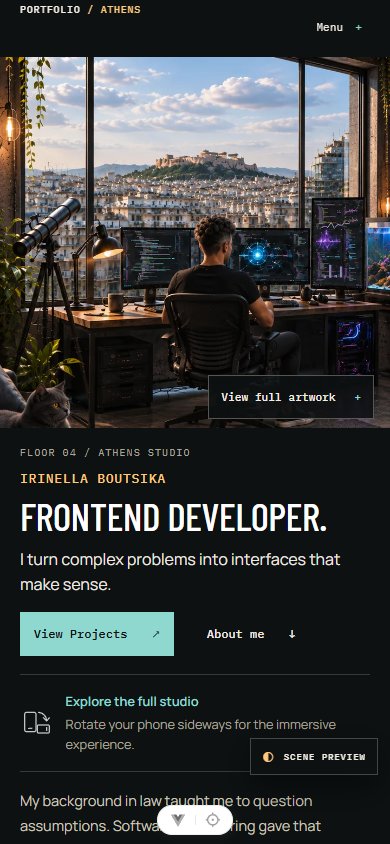 PORTFOLIO / ATHENS
Menu +
View full artwork +
FLOOR 04 / ATHENS STUDIO
IRINELLA BOUTSIKA
FRONTEND DEVELOPER.
I turn complex problems into interfaces that
make sense.
View Projects ↗
About me ↓
Explore the full studio
Rotate your phone sideways for the immersive
experience.
SCENE PREVIEW
My background in law taught me to question
assumptions. ring gave that